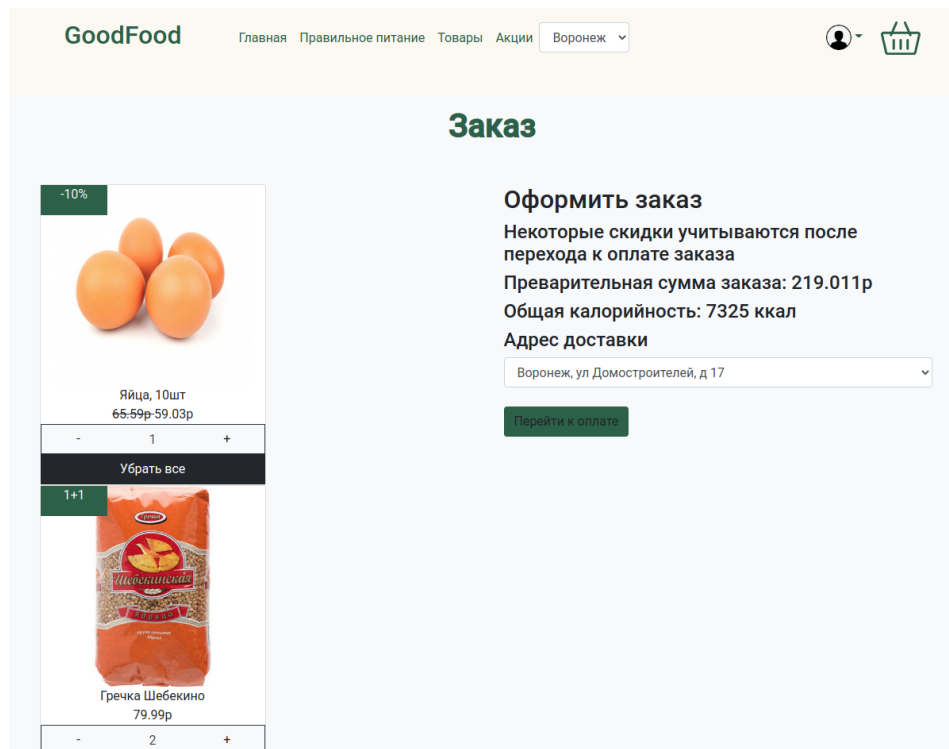 GoodFood
Главная Правильное питание Товары Акции Воронеж
Заказ
-10%
Яйца, 10шт
65.59р 59.03р
- 1 +
Убрать все
1+1
Гречка
Шебекинская
Гречка Шебекино
79.99р
- 2 +
Оформить заказ
Некоторые скидки учитываются после
перехода к оплате заказа
Преварительная сумма заказа: 219.011р
Общая калорийность: 7325 ккал
Адрес доставки
Воронеж, ул Домостроителей, д 17
Перейти к оплате